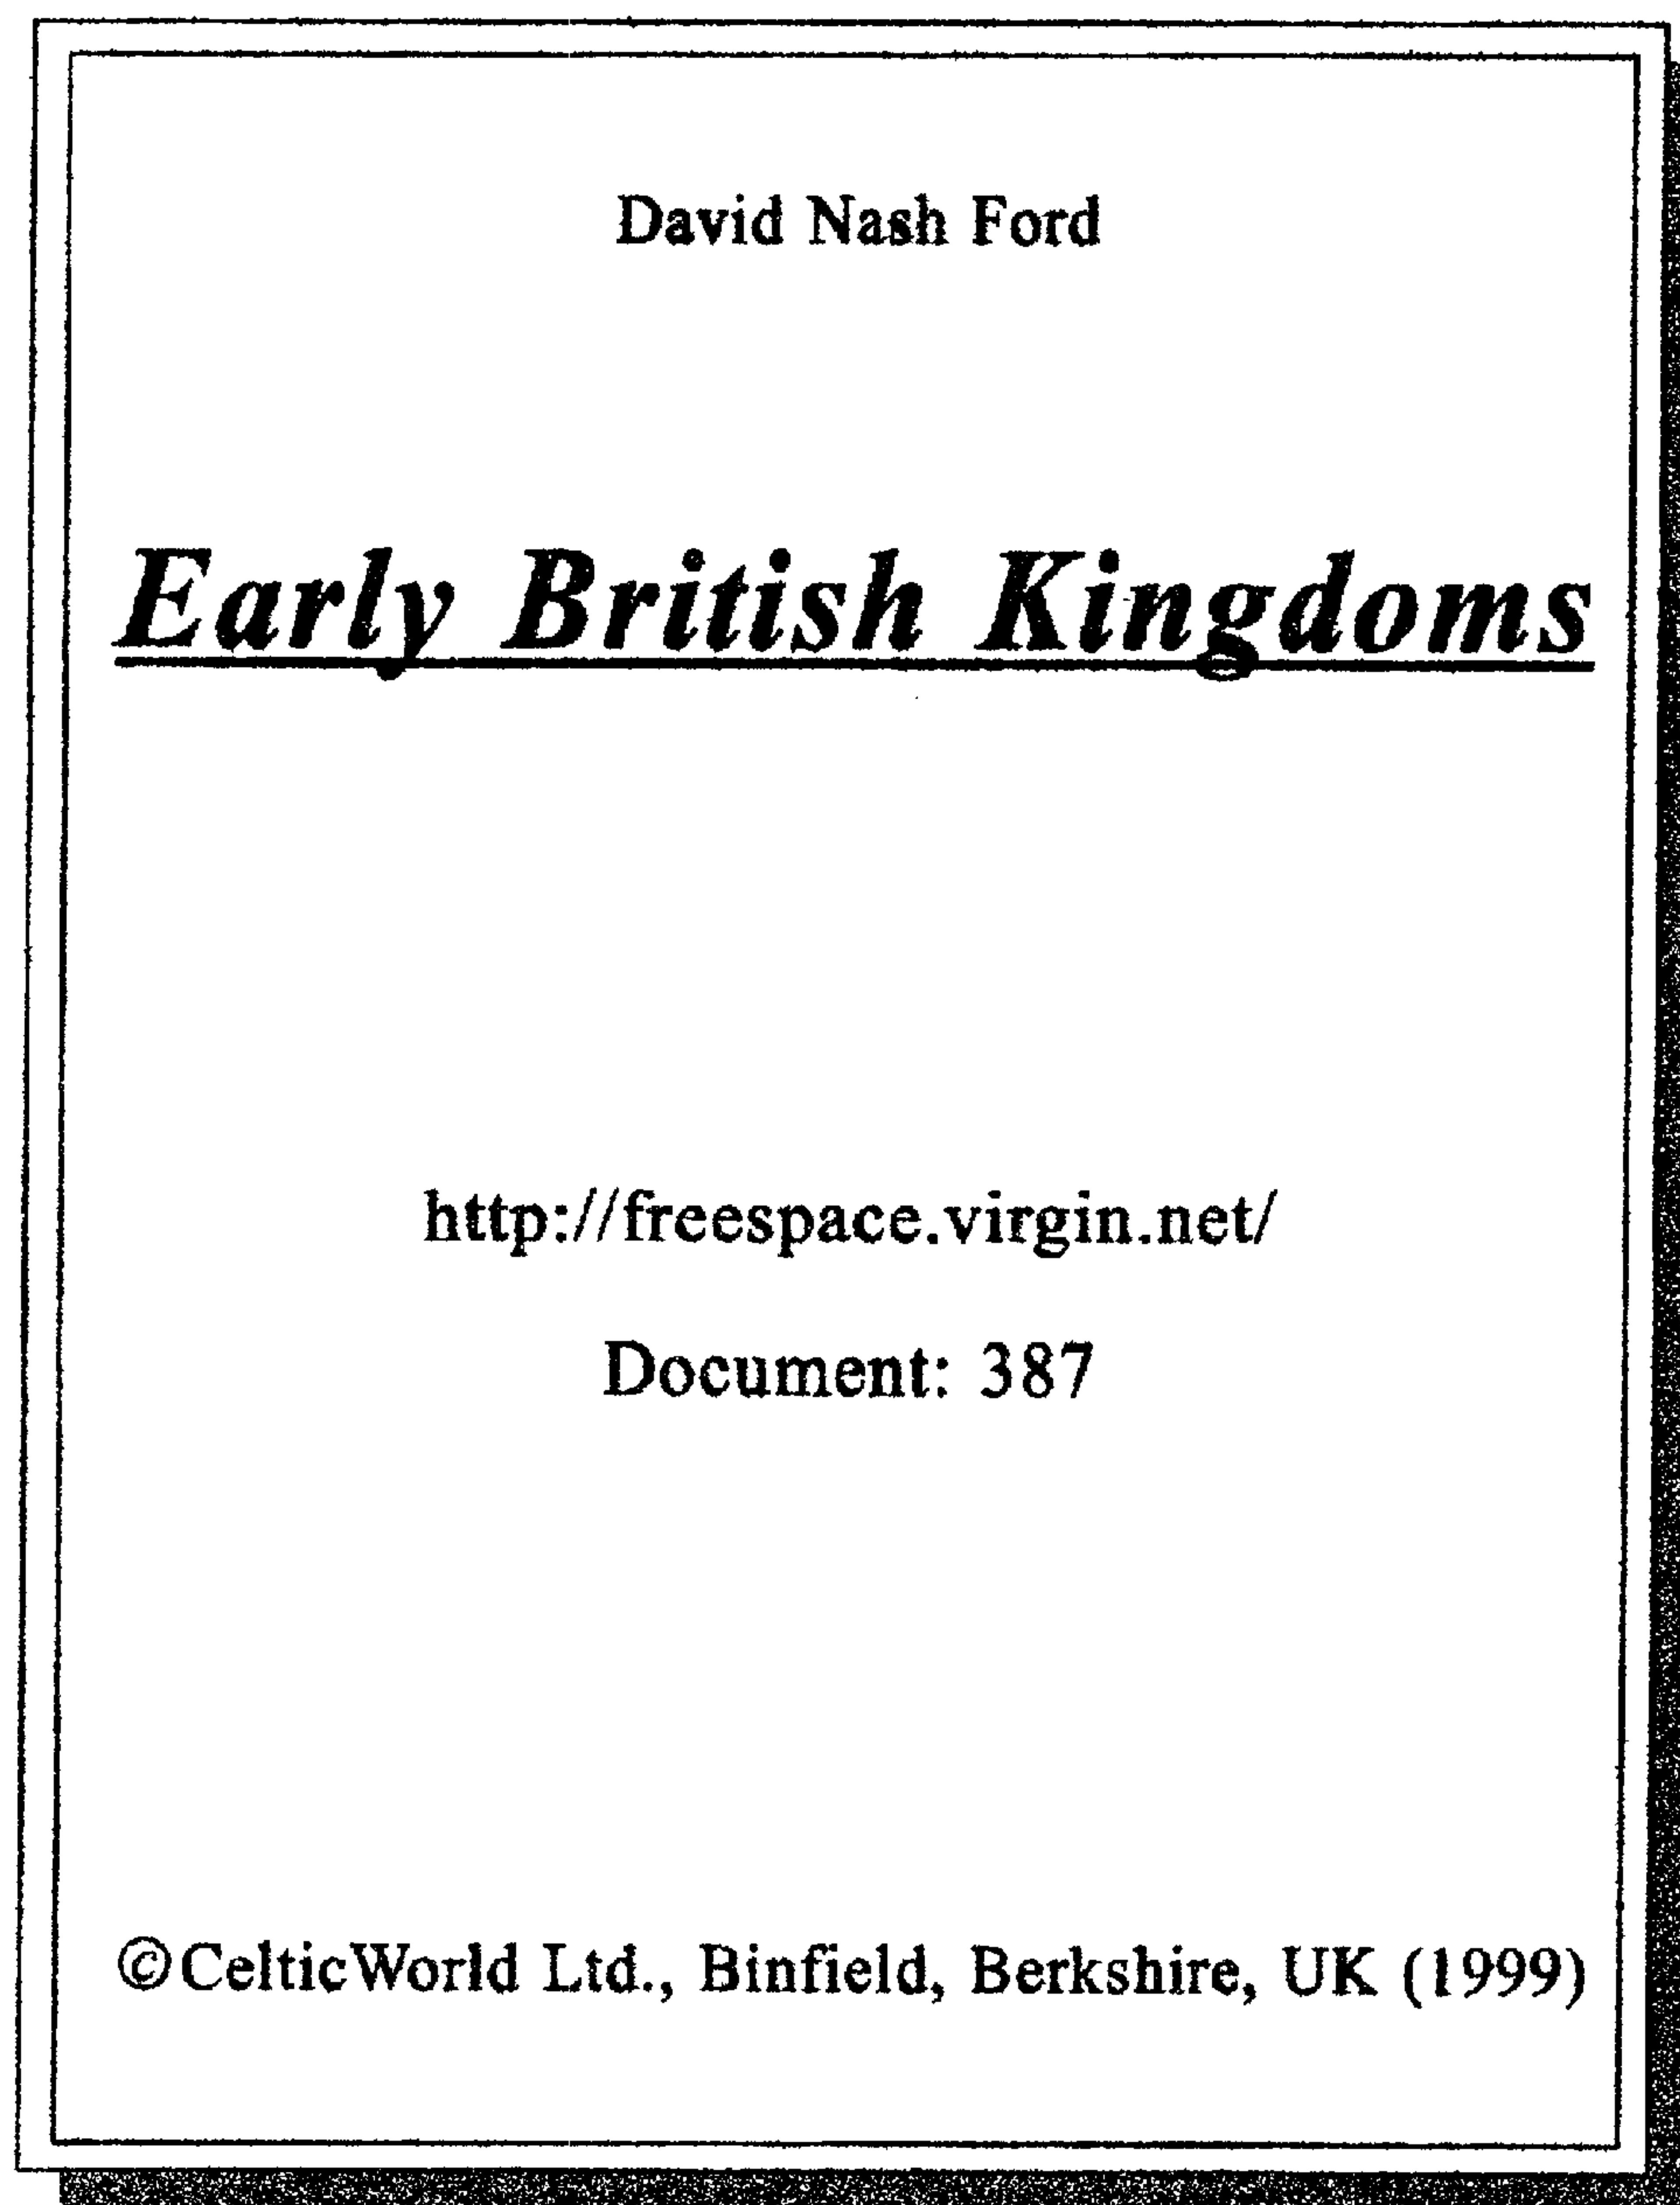 David Nash Ford
Early British Kingdoms
http://freespace.virgin.net/
Document: 387
©CelticWorld Ltd., Binfield, Berkshire, UK (1999)